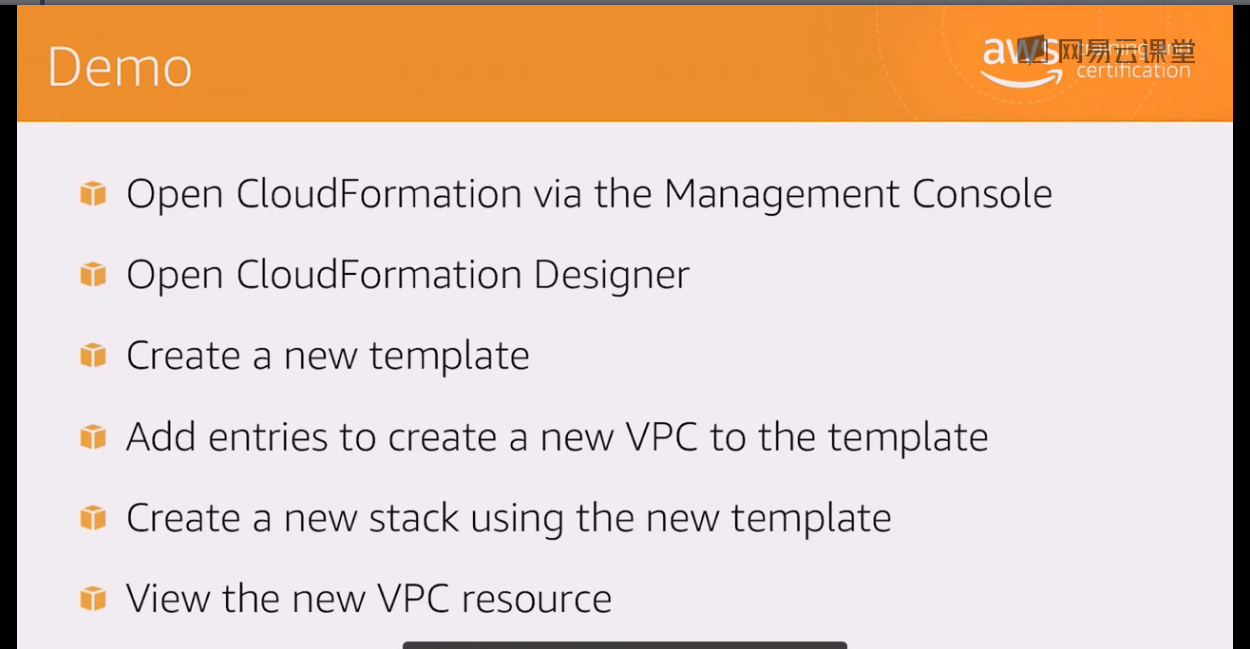 Demo
aws
网易云课堂
certification
Open CloudFormation via the Management Console
Open CloudFormation Designer
Create a new template
Add entries to create a new VPC to the template
Create a new stack using the new template
View the new VPC resource